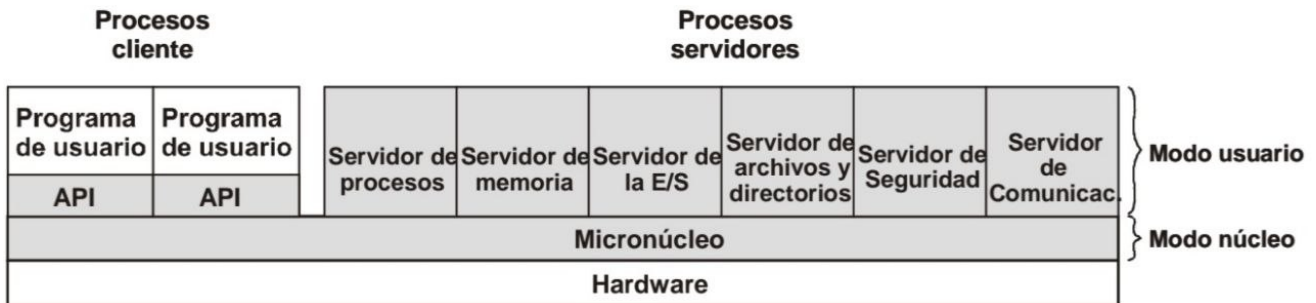 Procesos
cliente
Procesos
servidores
Programa
de usuario
Programa
de usuario
API
API
Servidor de
procesos
Servidor de
memoria
Servidor de
la E/S
Servidor de
archivos y
directorios
Servidor de
Seguridad
Servidor
de
Comunicac.
Modo usuario
Micronúcleo
Modo núcleo
Hardware